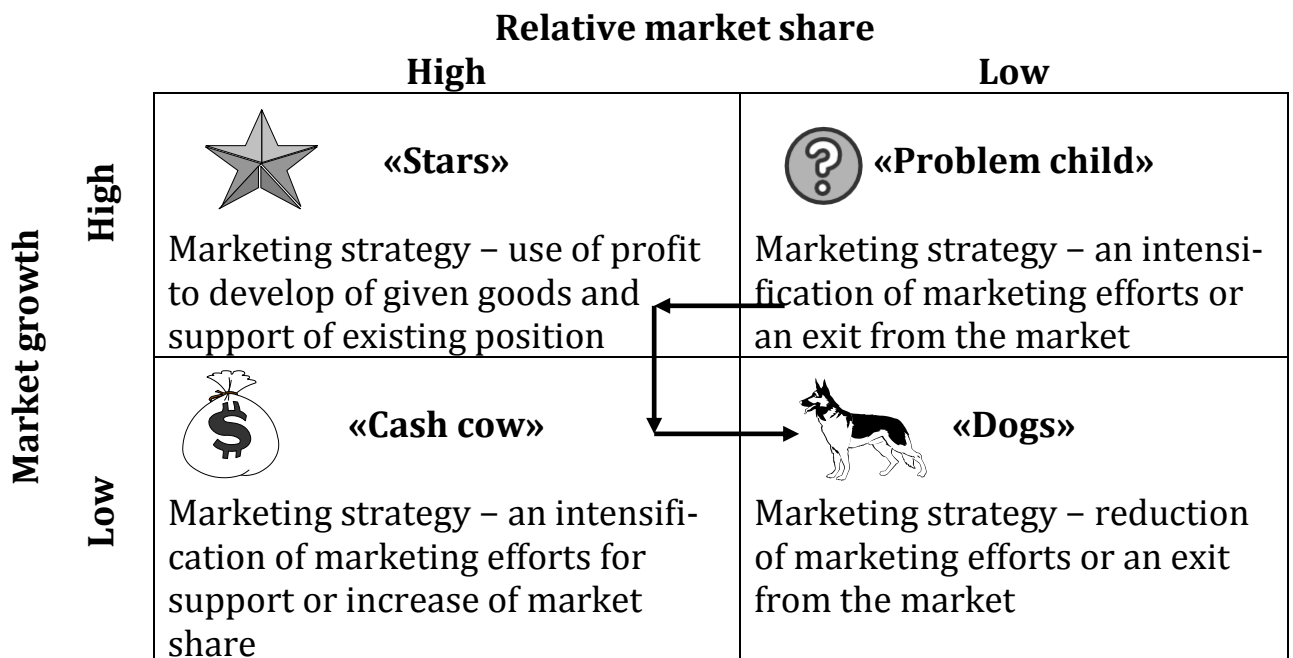 Relative market share
High Low
Market growth
High
«Stars»
Marketing strategy – use of profit
to develop of given goods and
support of existing position
«Problem child»
Marketing strategy – an intensi-
fication of marketing efforts or
an exit from the market
Low
$
«Cash cow»
Marketing strategy – an intensifi-
cation of marketing efforts for
support or increase of market
share
«Dogs»
Marketing strategy – reduction
of marketing efforts or an exit
from the market